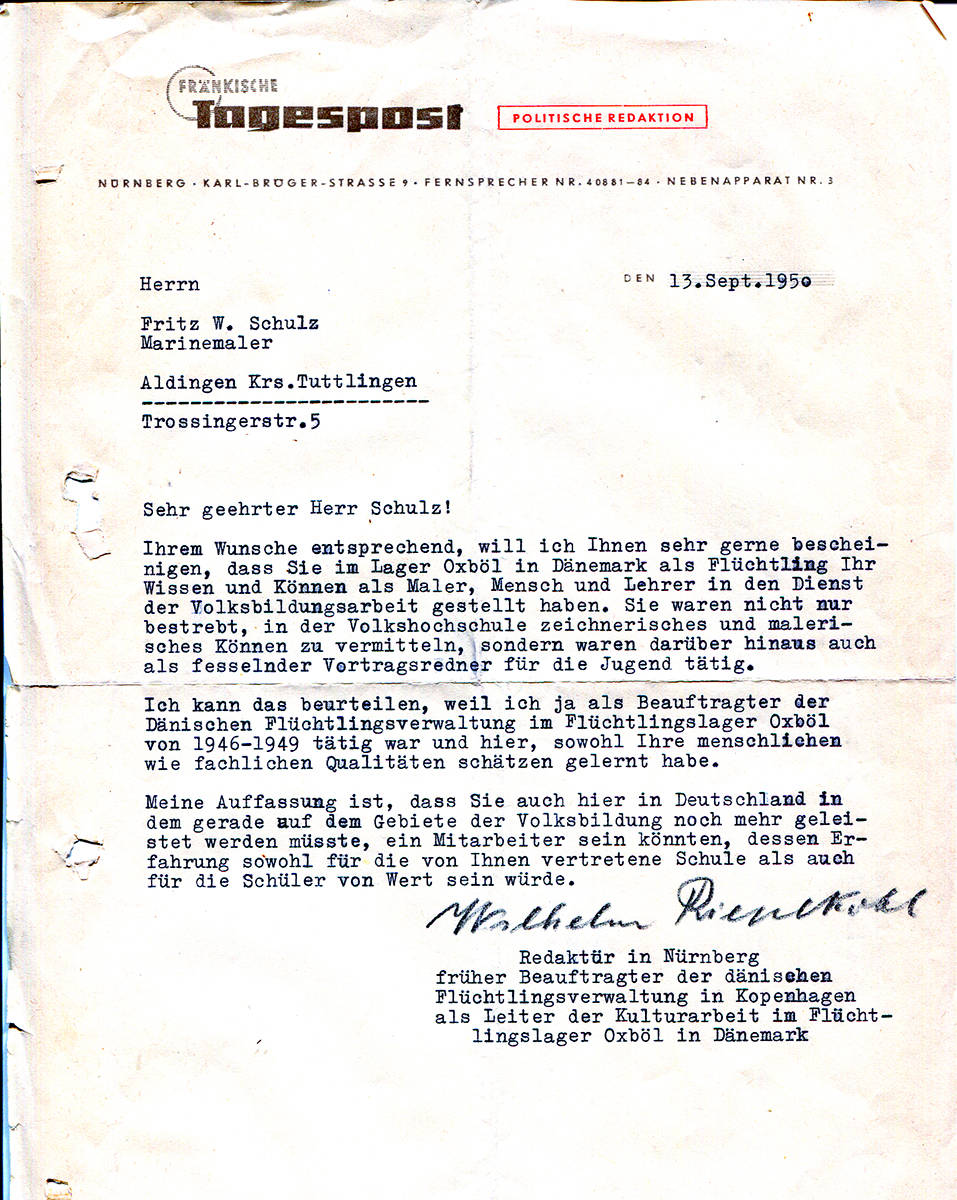 FRÄNKISCHE
Tagespost
POLITISCHE REDAKTION
NÜRNBERG · KARL-BRÖGER-STRASSE 9 · FERNSPRECHER NR. 40881-84 · NEBENAPPARAT NR. 3
Herrn
DEN 13.Sept.1950
Fritz W. Schulz
Marinemaler
Aldingen Krs.Tuttlingen
------------------------
Trossingerstr.5
Sehr geehrter Herr Schulz!
Ihrem Wunsche entsprechend, will ich Ihnen sehr gerne beschei-
nigen, dass Sie im Lager Oxböl in Dänemark als Flüchtling Ihr
Wissen und Können als Maler, Mensch und Lehrer in den Dienst
der Volksbildungsarbeit gestellt haben. Sie waren nicht nur
bestrebt, in der Volkshochschule zeichnerisches und maleri-
sches Können zu vermitteln, sondern waren darüber hinaus auch
als fesselnder Vortragsredner für die Jugend tätig.
Ich kann das beurteilen, weil ich ja als Beauftragter der
Dänischen Flüchtlingsverwaltung im Flüchtlingslager Oxböl
von 1946-1949 tätig war und hier, sowohl Ihre menschlichen
wie fachlichen Qualitäten schätzen gelernt habe.
Meine Auffassung ist, dass Sie auch hier in Deutschland in
dem gerade auf dem Gebiete der Volksbildung noch mehr gelei-
stet werden müsste, ein Mitarbeiter sein könnten, dessen Er-
fahrung sowohl für die von Ihnen vertretene Schule als auch
für die Schüler von Wert sein würde.
Wilhelm
Redaktür in Nürnberg
früher Beauftragter der dänischen
Flüchtlingsverwaltung in Kopenhagen
als Leiter der Kulturarbeit im Flücht-
lingslager Oxböl in Dänemark